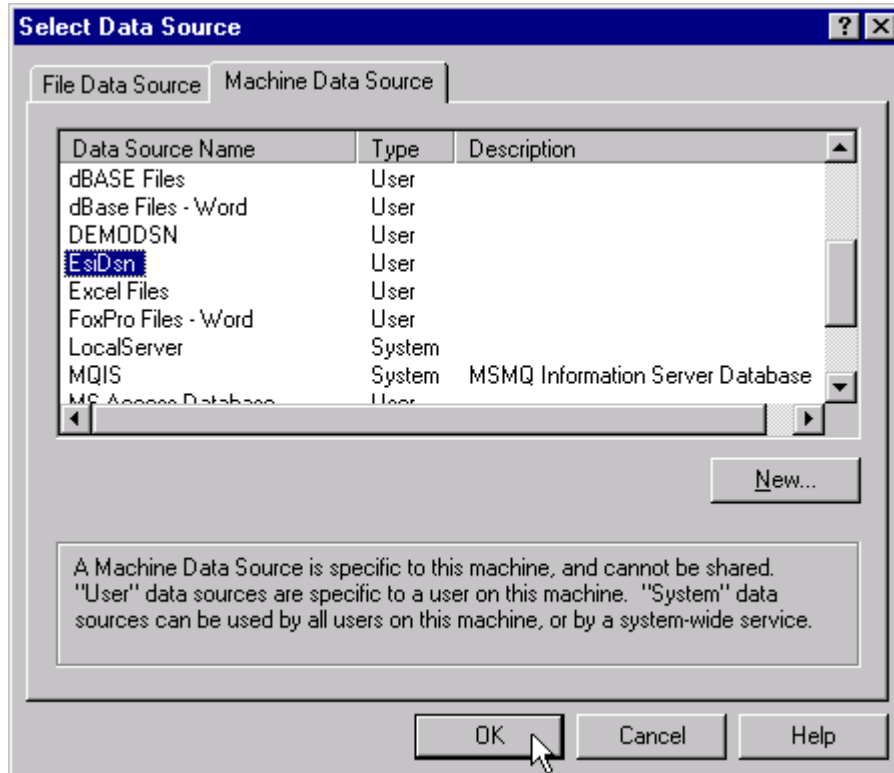 Select Data Source
File Data Source Machine Data Source
Data Source Name Type Description
dBASE Files User
dBase Files - Word User
DEMODSN User
EsiDsn User
Excel Files User
FoxPro Files - Word User
LocalServer System
MQIS System MSMQ Information Server Database
MS Access Database User
New...
A Machine Data Source is specific to this machine, and cannot be shared.
"User" data sources are specific to a user on this machine. "System" data
sources can be used by all users on this machine, or by a system-wide service.
OK Cancel Help